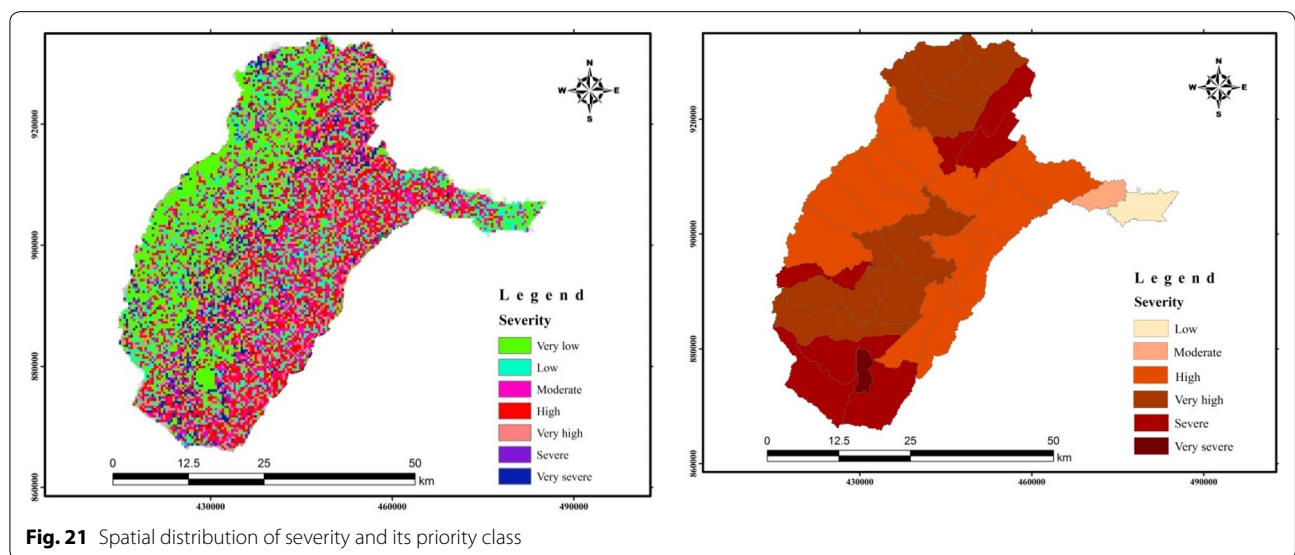 N
W E
S
920000
900000
880000
860000
L e g e n d
Severity
Very low
Low
Moderate
High
Very high
Severe
Very severe
0 12.5 25 50
km
430000 460000 490000
N
W E
S
920000
900000
880000
860000
L e g e n d
Severity
Low
Moderate
High
Very high
Severe
Very severe
0 12.5 25 50
km
430000 460000 490000
Fig. 21 Spatial distribution of severity and its priority class